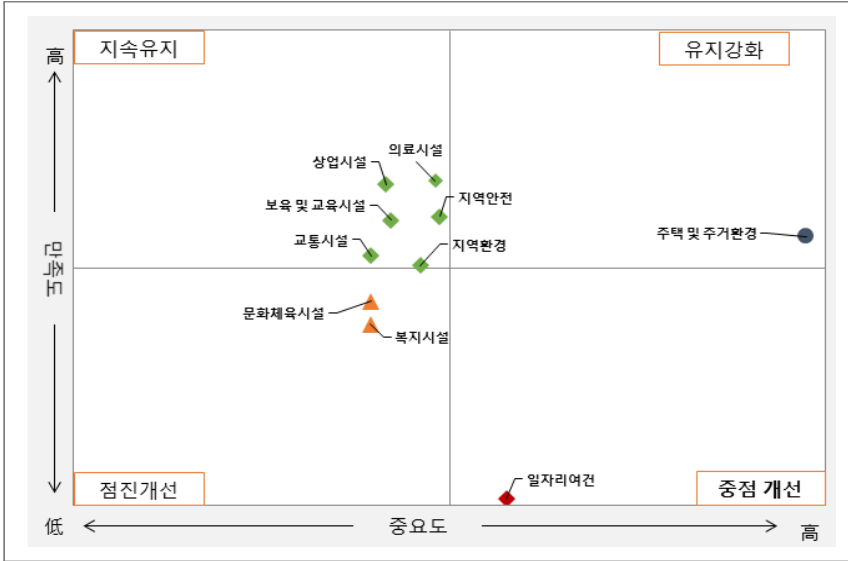 지속유지
유지강화
高
의료시설
상업시설
지역안전
보육 및 교육시설
주택 및 주거환경
교통시설
지역환경
만족도
문화체육시설
복지시설
일자리여건
점진개선
중점 개선
低
중요도
高